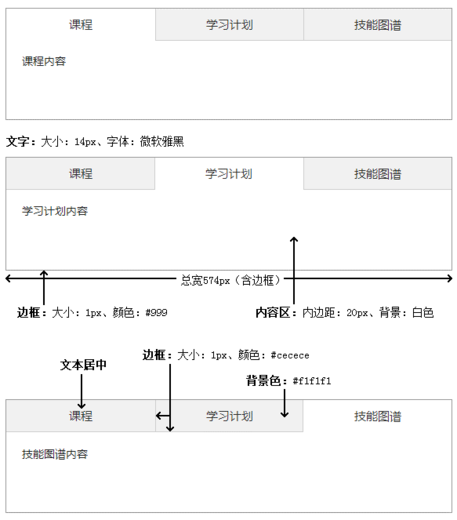 课程 学习计划 技能图谱
课程内容
文字：大小：14px、字体：微软雅黑
课程 学习计划 技能图谱
学习计划内容
总宽574px（含边框）
边框：大小：1px、颜色：#999 内容区：内边距：20px、背景：白色
边框：大小：1px、颜色：#cecece
文本居中
背景色：#f1f1f1
课程 学习计划 技能图谱
技能图谱内容